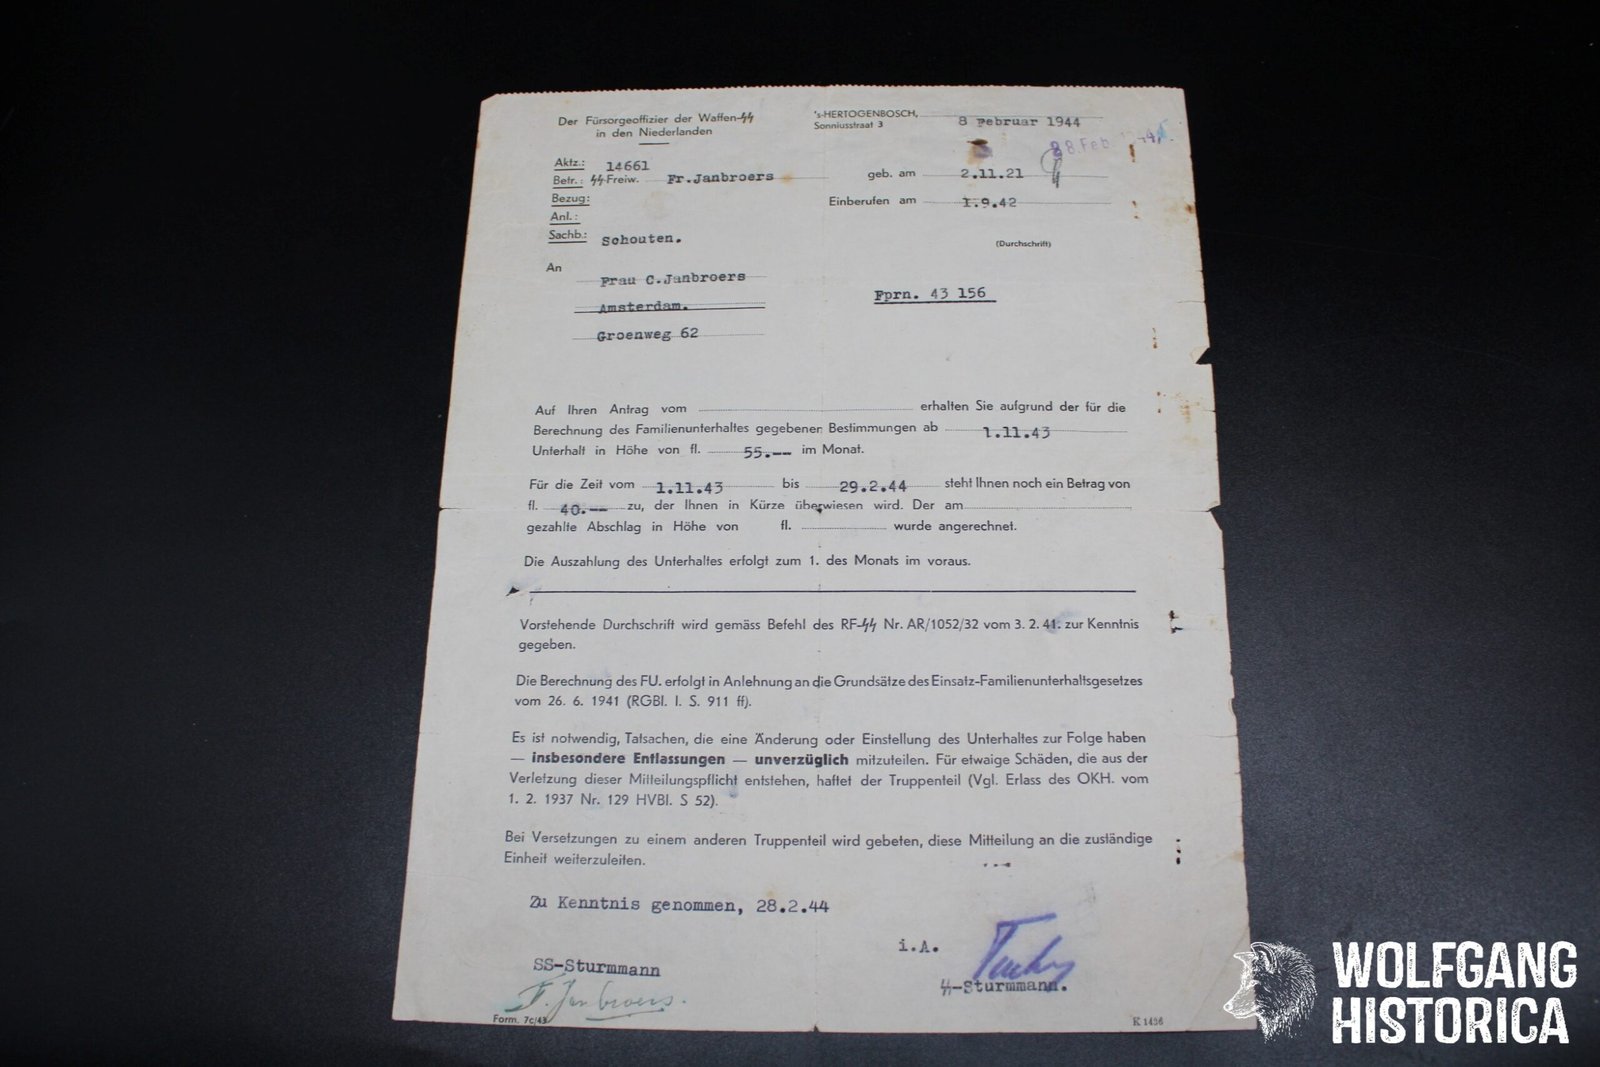 Der Fürsorgeoffizier der Waffen-ᛋᛋ
in den Niederlanden
's-HERTOGENBOSCH,
Sonniusstraat 3
8 Februar 1944
Aktz.: 14661
Betr.: ᛋᛋ-Freiw. Fr.Janbroers
geb. am 2.11.21
Bezug:
Einberufen am 1.9.42
Anl.:
Sachb.: Schouten.
(Durchschrift)
An
Frau C.Janbroers
Amsterdam.
Groenweg 62
Fprn. 43 156
Auf Ihren Antrag vom erhalten Sie aufgrund der für die
Berechnung des Familienunterhaltes gegebenen Bestimmungen ab 1.11.43
Unterhalt in Höhe von fl. 55.-- im Monat.
Für die Zeit vom 1.11.43 bis 29.2.44 steht Ihnen noch ein Betrag von
fl. 40.-- zu, der Ihnen in Kürze überwiesen wird. Der am
gezahlte Abschlag in Höhe von fl. wurde angerechnet.
Die Auszahlung des Unterhaltes erfolgt zum 1. des Monats im voraus.
Vorstehende Durchschrift wird gemäss Befehl des RF-ᛋᛋ Nr. AR/1052/32 vom 3. 2. 41. zur Kenntnis
gegeben.
Die Berechnung des FU. erfolgt in Anlehnung an die Grundsätze des Einsatz-Familienunterhaltsgesetzes
vom 26. 6. 1941 (RGBl. I. S. 911 ff).
Es ist notwendig, Tatsachen, die eine Änderung oder Einstellung des Unterhaltes zur Folge haben
— insbesondere Entlassungen — unverzüglich mitzuteilen. Für etwaige Schäden, die aus der
Verletzung dieser Mitteilungspflicht entstehen, haftet der Truppenteil (Vgl. Erlass des OKH. vom
1. 2. 1937 Nr. 129 HVBl. S 52).
Bei Versetzungen zu einem anderen Truppenteil wird gebeten, diese Mitteilung an die zuständige
Einheit weiterzuleiten.
Zu Kenntnis genommen, 28.2.44
i.A.
SS-Sturmmann
ᛋᛋ-Sturmmann.
F. Janbroers.
Form. 7c/43
K 1436
WOLFGANG
HISTORICA